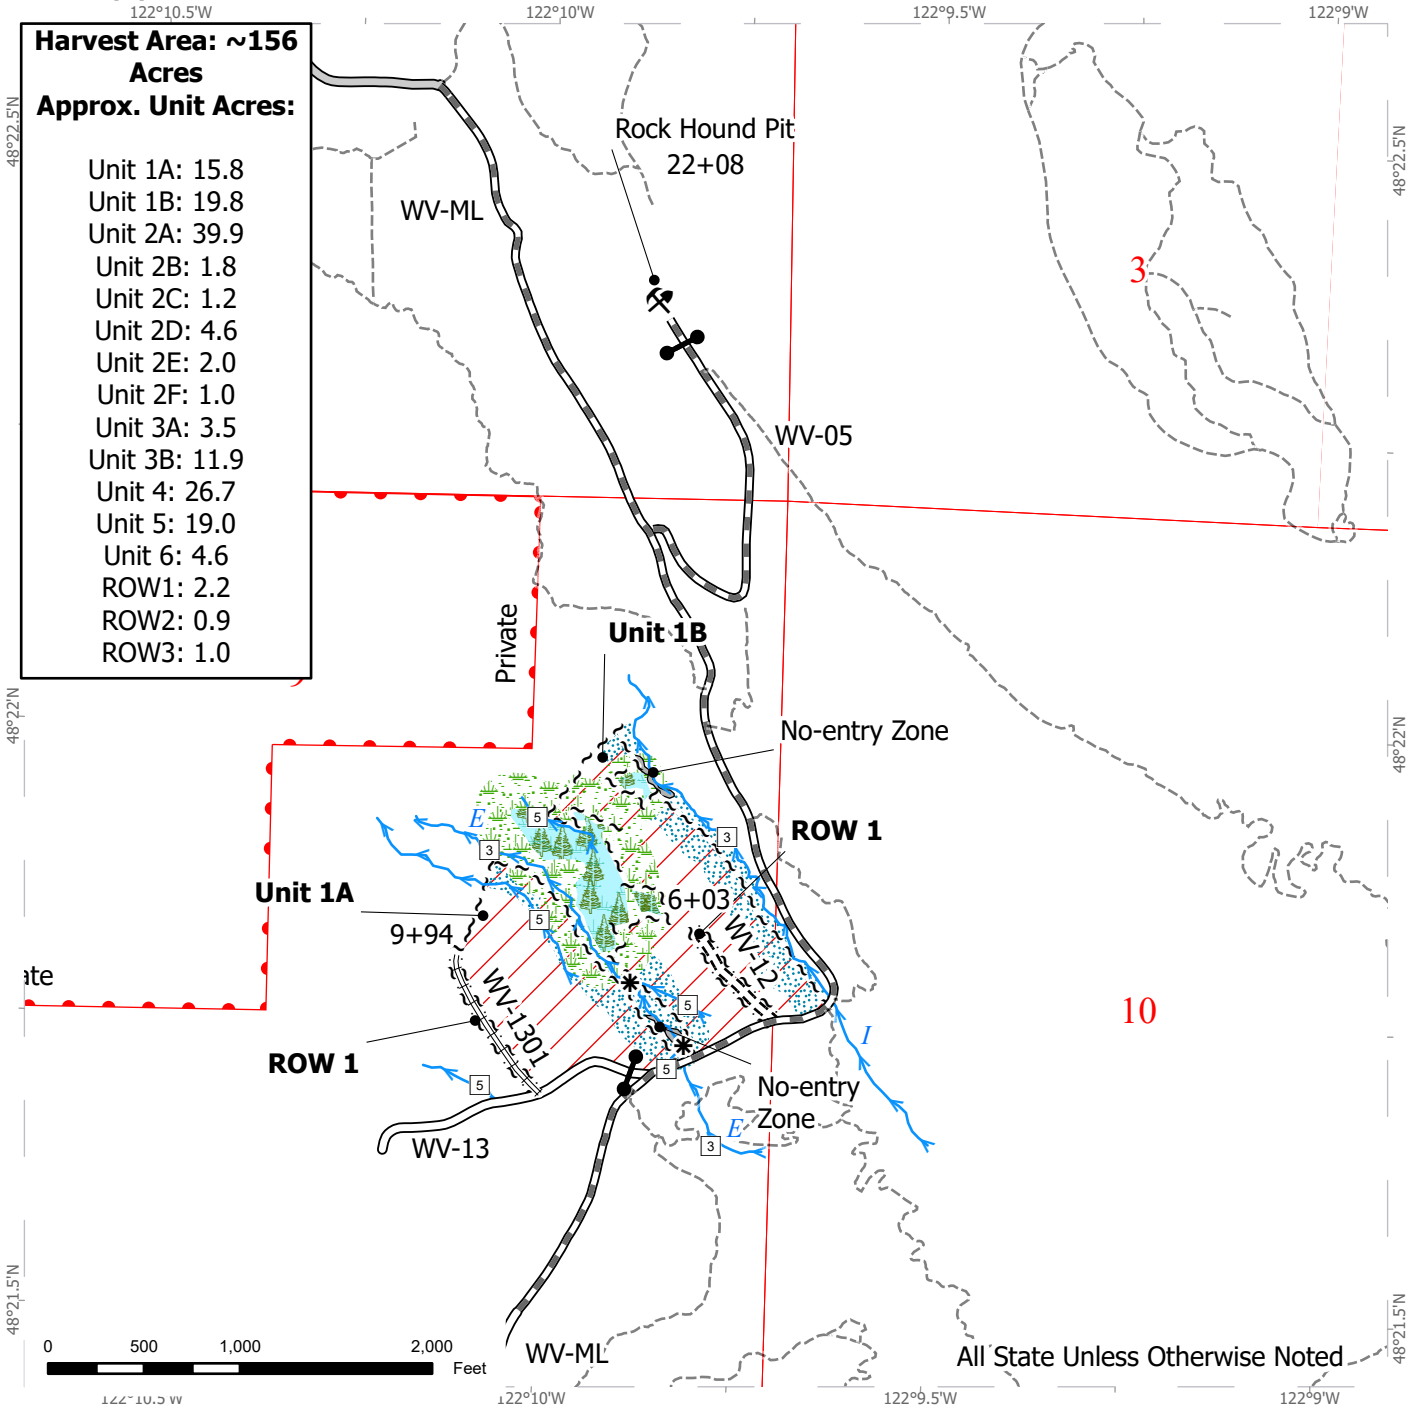 122°10.5'W
122°10'W
122°9.5'W
122°9'W
Harvest Area: ~156
Acres
Approx. Unit Acres:
Unit 1A: 15.8
Unit 1B: 19.8
Unit 2A: 39.9
Unit 2B: 1.8
Unit 2C: 1.2
Unit 2D: 4.6
Unit 2E: 2.0
Unit 2F: 1.0
Unit 3A: 3.5
Unit 3B: 11.9
Unit 4: 26.7
Unit 5: 19.0
Unit 6: 4.6
ROW1: 2.2
ROW2: 0.9
ROW3: 1.0
48°22.5'N
48°22.5'N
Rock Hound Pit
22+08
WV-ML
3
WV-05
Private
Unit 1B
48°22'N
48°22'N
No-entry Zone
E
5
3
ROW 1
3
Unit 1A
6+03
9+94
5
WV-12
ate
WV-1301
5
10
ROW 1
I
5
5
No-entry
Zone
E
3
WV-13
48°21.5'N
48°21.5'N
0
500
1,000
2,000
Feet
WV-ML
All State Unless Otherwise Noted
122°10.5'W
122°10'W
122°9.5'W
122°9'W